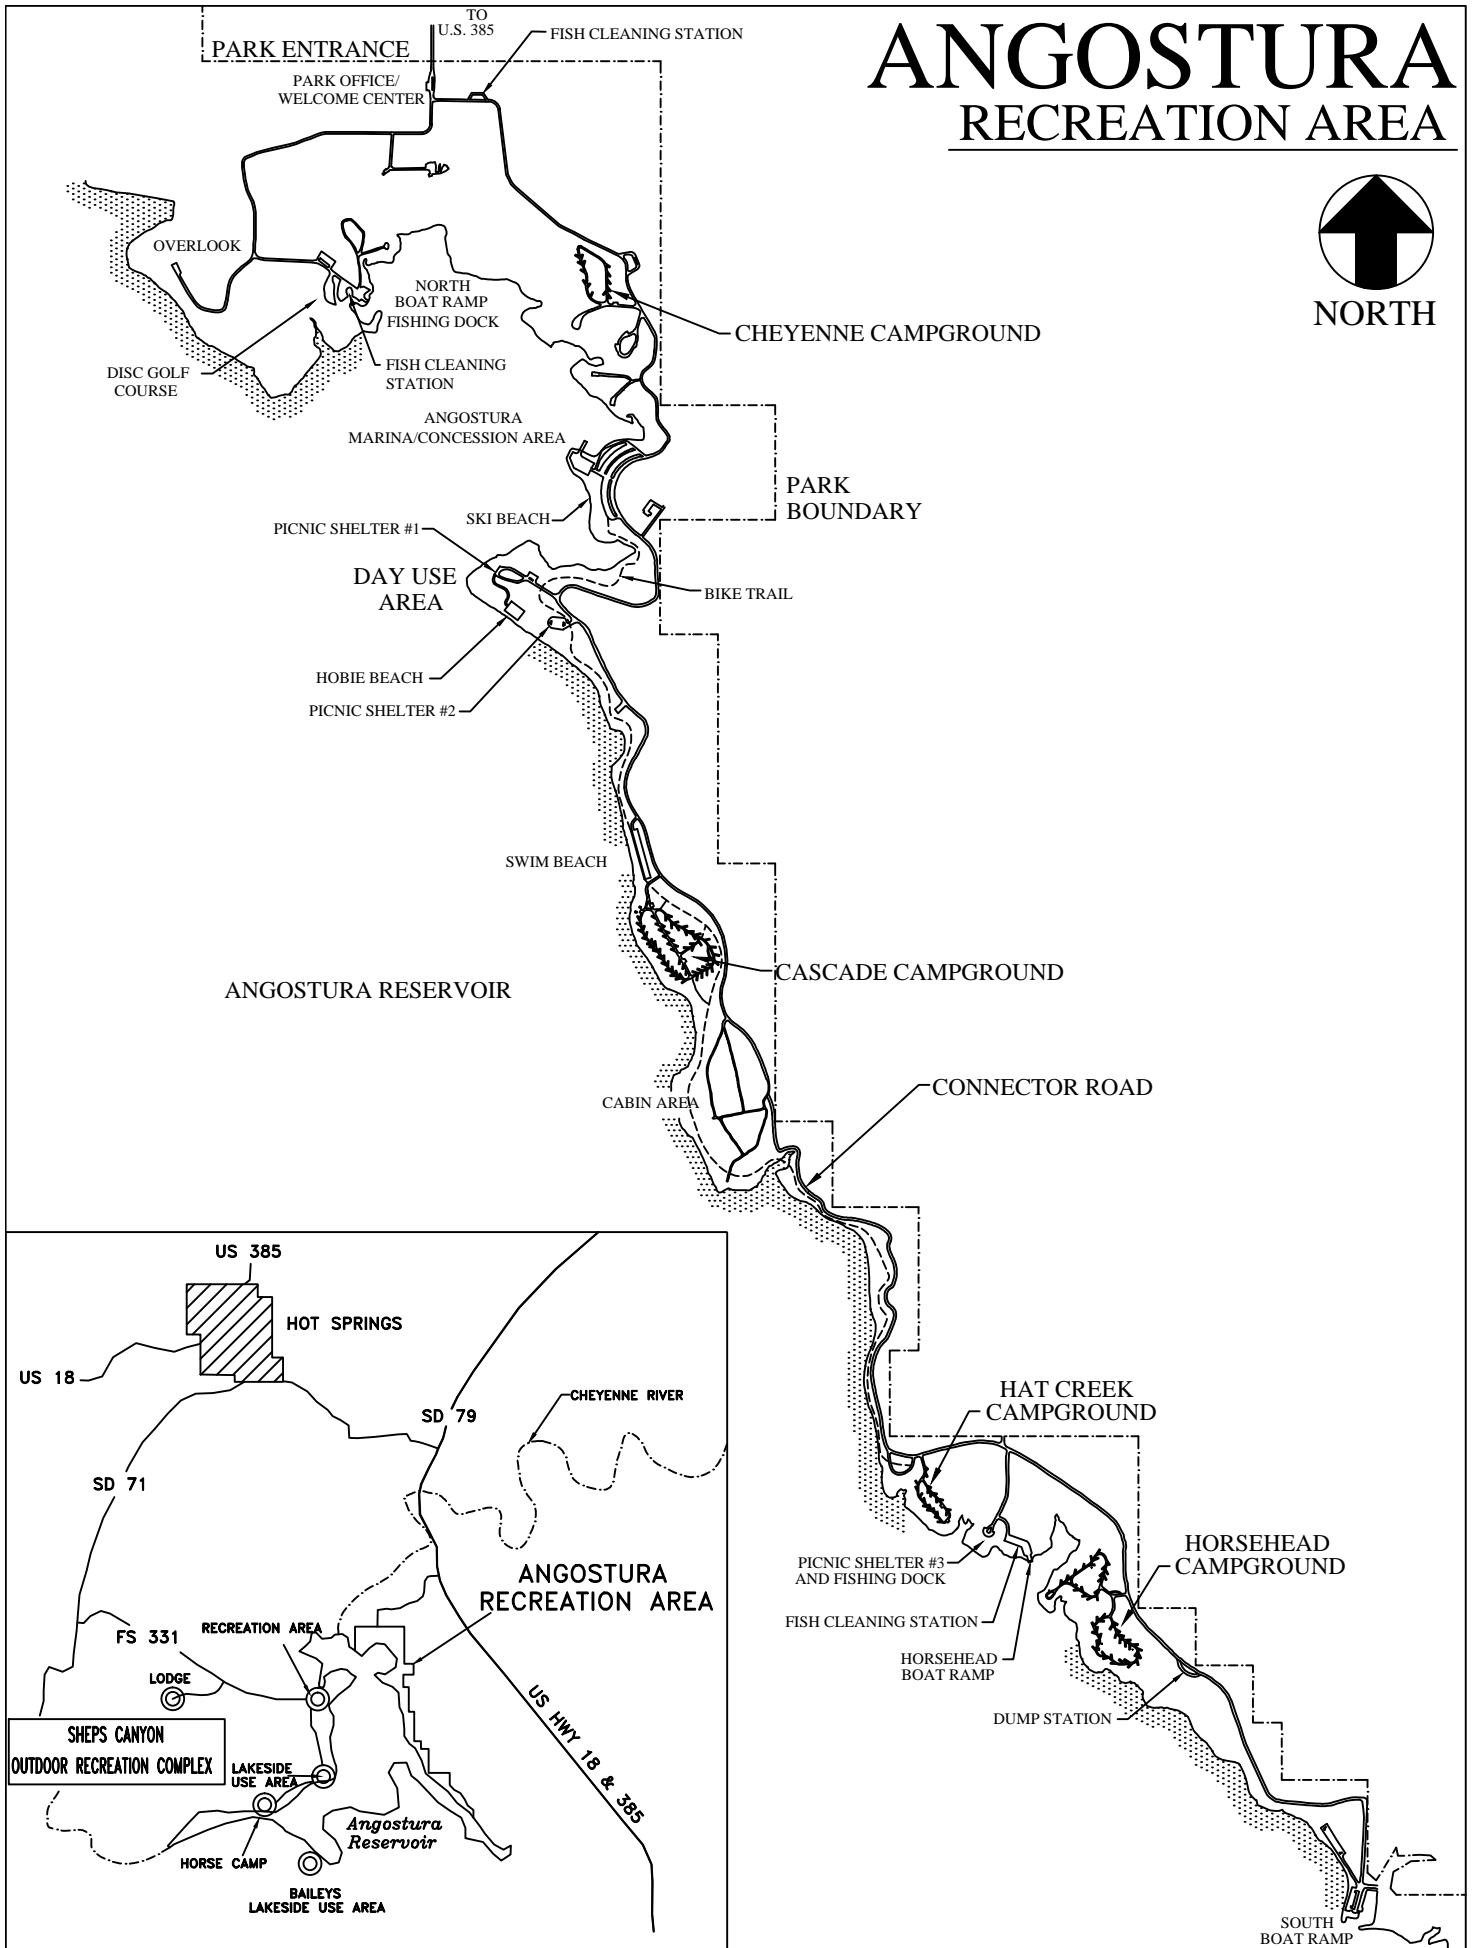 ANGOSTURA
RECREATION AREA
NORTH
TO
U.S. 385
PARK ENTRANCE
FISH CLEANING STATION
PARK OFFICE/
WELCOME CENTER
OVERLOOK
NORTH
BOAT RAMP
FISHING DOCK
CHEYENNE CAMPGROUND
DISC GOLF
COURSE
FISH CLEANING
STATION
ANGOSTURA
MARINA/CONCESSION AREA
PARK
BOUNDARY
SKI BEACH
PICNIC SHELTER #1
DAY USE
AREA
BIKE TRAIL
HOBIE BEACH
PICNIC SHELTER #2
SWIM BEACH
CASCADE CAMPGROUND
ANGOSTURA RESERVOIR
CABIN AREA
CONNECTOR ROAD
HAT CREEK
CAMPGROUND
HORSEHEAD
CAMPGROUND
PICNIC SHELTER #3
AND FISHING DOCK
FISH CLEANING STATION
HORSEHEAD
BOAT RAMP
DUMP STATION
SOUTH
BOAT RAMP
US 385
HOT SPRINGS
US 18
CHEYENNE RIVER
SD 79
SD 71
ANGOSTURA
RECREATION AREA
RECREATION AREA
FS 331
LODGE
US HWY 18 & 385
SHEPS CANYON
OUTDOOR RECREATION COMPLEX
LAKESIDE
USE AREA
Angostura
Reservoir
HORSE CAMP
BAILEYS
LAKESIDE USE AREA